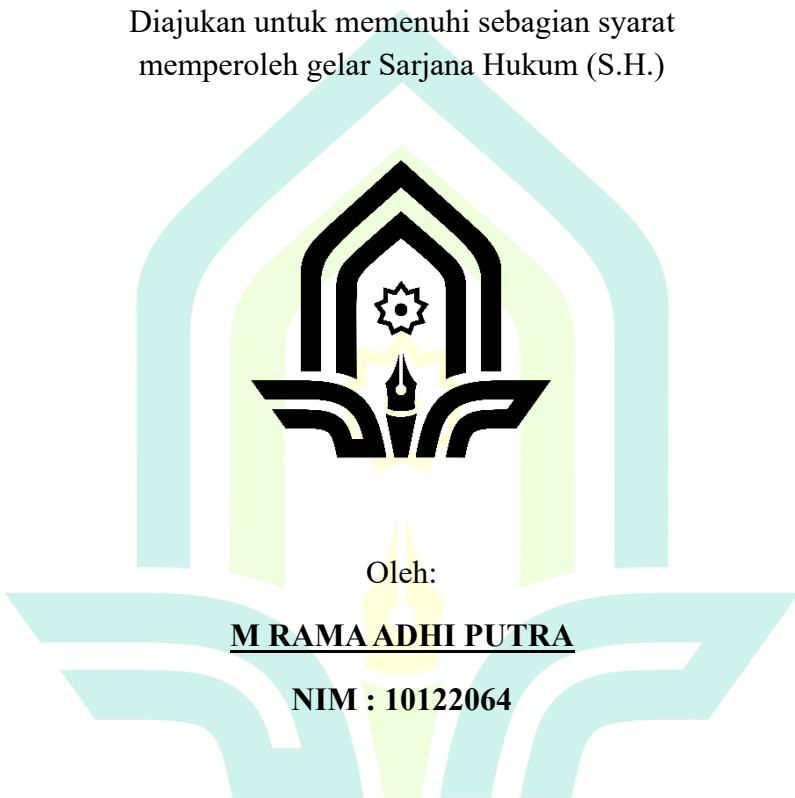 Diajukan untuk memenuhi sebagian syarat
memperoleh gelar Sarjana Hukum (S.H.)
Oleh:
M RAMA ADHI PUTRA
NIM : 10122064